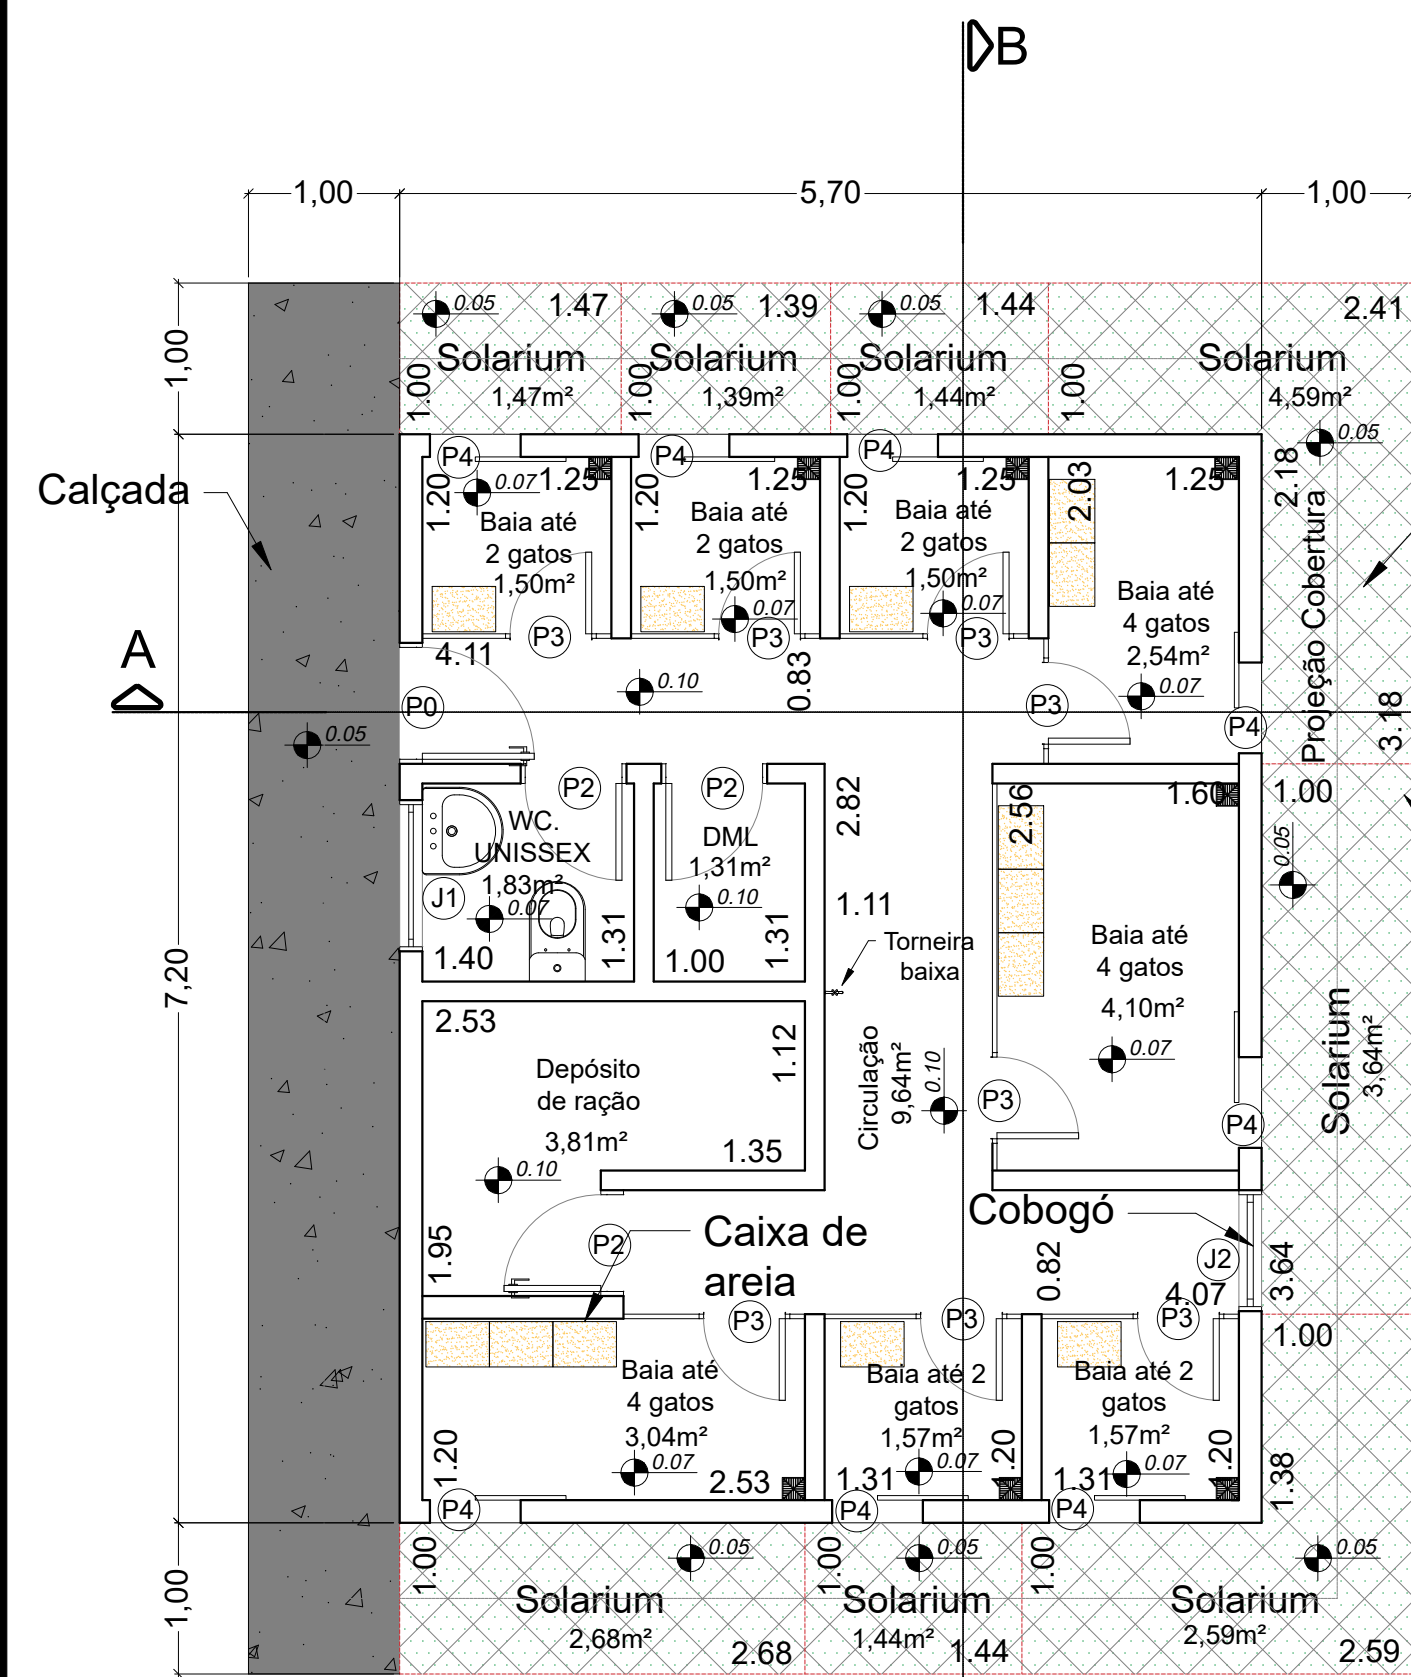 B
1,00
5,70
1,00
1,00
0.05
1.47
0.05
1.39
0.05
1.44
2.41
Solarium
1,47m²
1.00
Solarium
1,39m²
1.00
Solarium
1,44m²
1.00
Solarium
4,59m²
1.00
0.05
Calçada
P4
1.20
0.07
1.25
Baia até
2 gatos
1,50m²
P4
1.20
1.25
Baia até
2 gatos
1,50m²
0.07
P4
1.20
1.25
Baia até
2 gatos
1,50m²
0.07
2.03
1.25
Baia até
4 gatos
2,54m²
0.07
2.18
Projeção Cobertura
3.18
A
P3
P3
P3
4.11
0.10
0.83
P0
P3
P4
0.05
P2
P2
2.82
2.56
1.60
1.00
0.05
WC.
UNISSEX
1,83m²
0.07
J1
1.40
1.31
DML
1,31m²
0.10
1.00
1.31
1.11
Torneira
baixa
Baia até
4 gatos
4,10m²
0.07
7,20
2.53
1.12
Depósito
de ração
3,81m²
0.10
1.35
Circulação
9,64m²
0.10
P3
P4
Solarium
3,64m²
1.95
P2
Caixa de
areia
Cobogó
0.82
J2
4.07
3.64
P3
P3
P3
1.00
Baia até
4 gatos
3,04m²
0.07
1.20
2.53
Baia até 2
gatos
1,57m²
0.07
1.31
.20
Baia até 2
gatos
1,57m²
0.07
1.31
.20
1.38
P4
P4
P4
1,00
1.00
0.05
Solarium
2,68m²
2.68
1.00
0.05
Solarium
1,44m²
1.44
1.00
0.05
Solarium
2,59m²
2.59